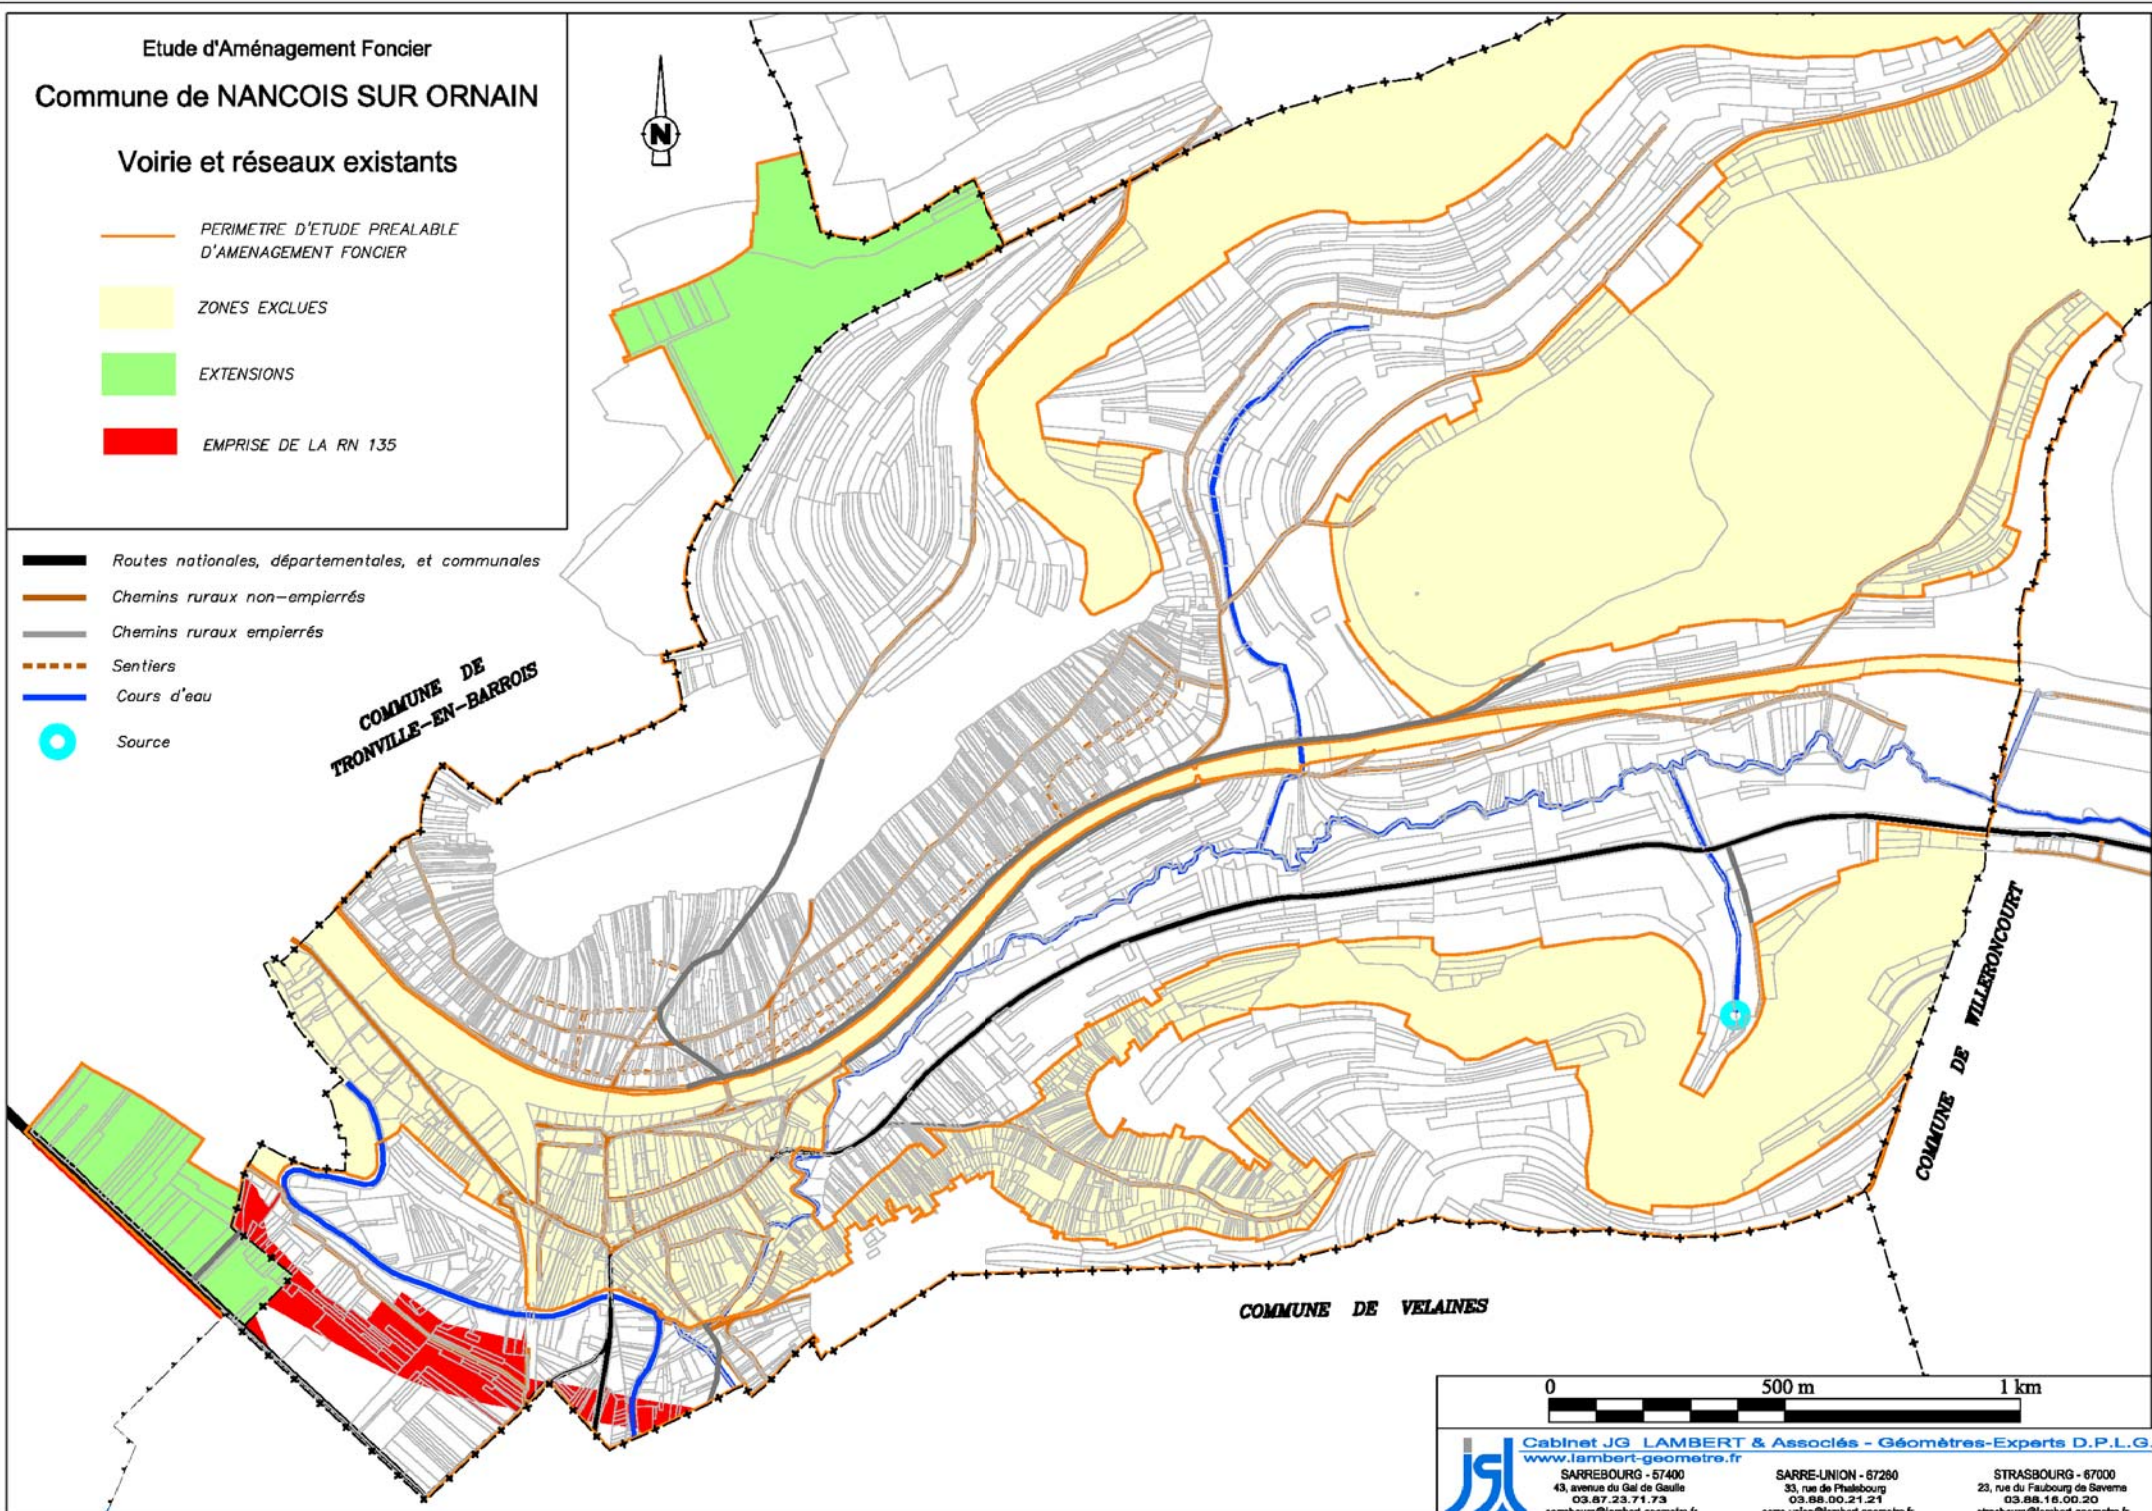 Etude d'Aménagement Foncier
Commune de NANCOIS SUR ORNAIN
Voirie et réseaux existants
PERIMETRE D'ETUDE PREALABLE
D'AMENAGEMENT FONCIER
ZONES EXCLUES
EXTENSIONS
EMPRISE DE LA RN 135
N
Routes nationales, départementales, et communales
Chemins ruraux non-empierrés
Chemins ruraux empierrés
Sentiers
Cours d'eau
Source
COMMUNE DE
TRONVILLE-EN-BARROIS
COMMUNE DE WILLERONCOURT
COMMUNE DE VELAINES
0 500 m 1 km
Cabinet JG LAMBERT & Associés - Géomètres-Experts D.P.L.G.
www.lambert-geometre.fr
SARREBOURG - 57400
43, avenue du Gal de Gaulle
03.87.23.71.73
SARRE-UNION - 67260
33, rue de Phalsbourg
03.88.00.21.21
STRASBOURG - 67000
23, rue du Faubourg de Saverne
03.88.16.00.20